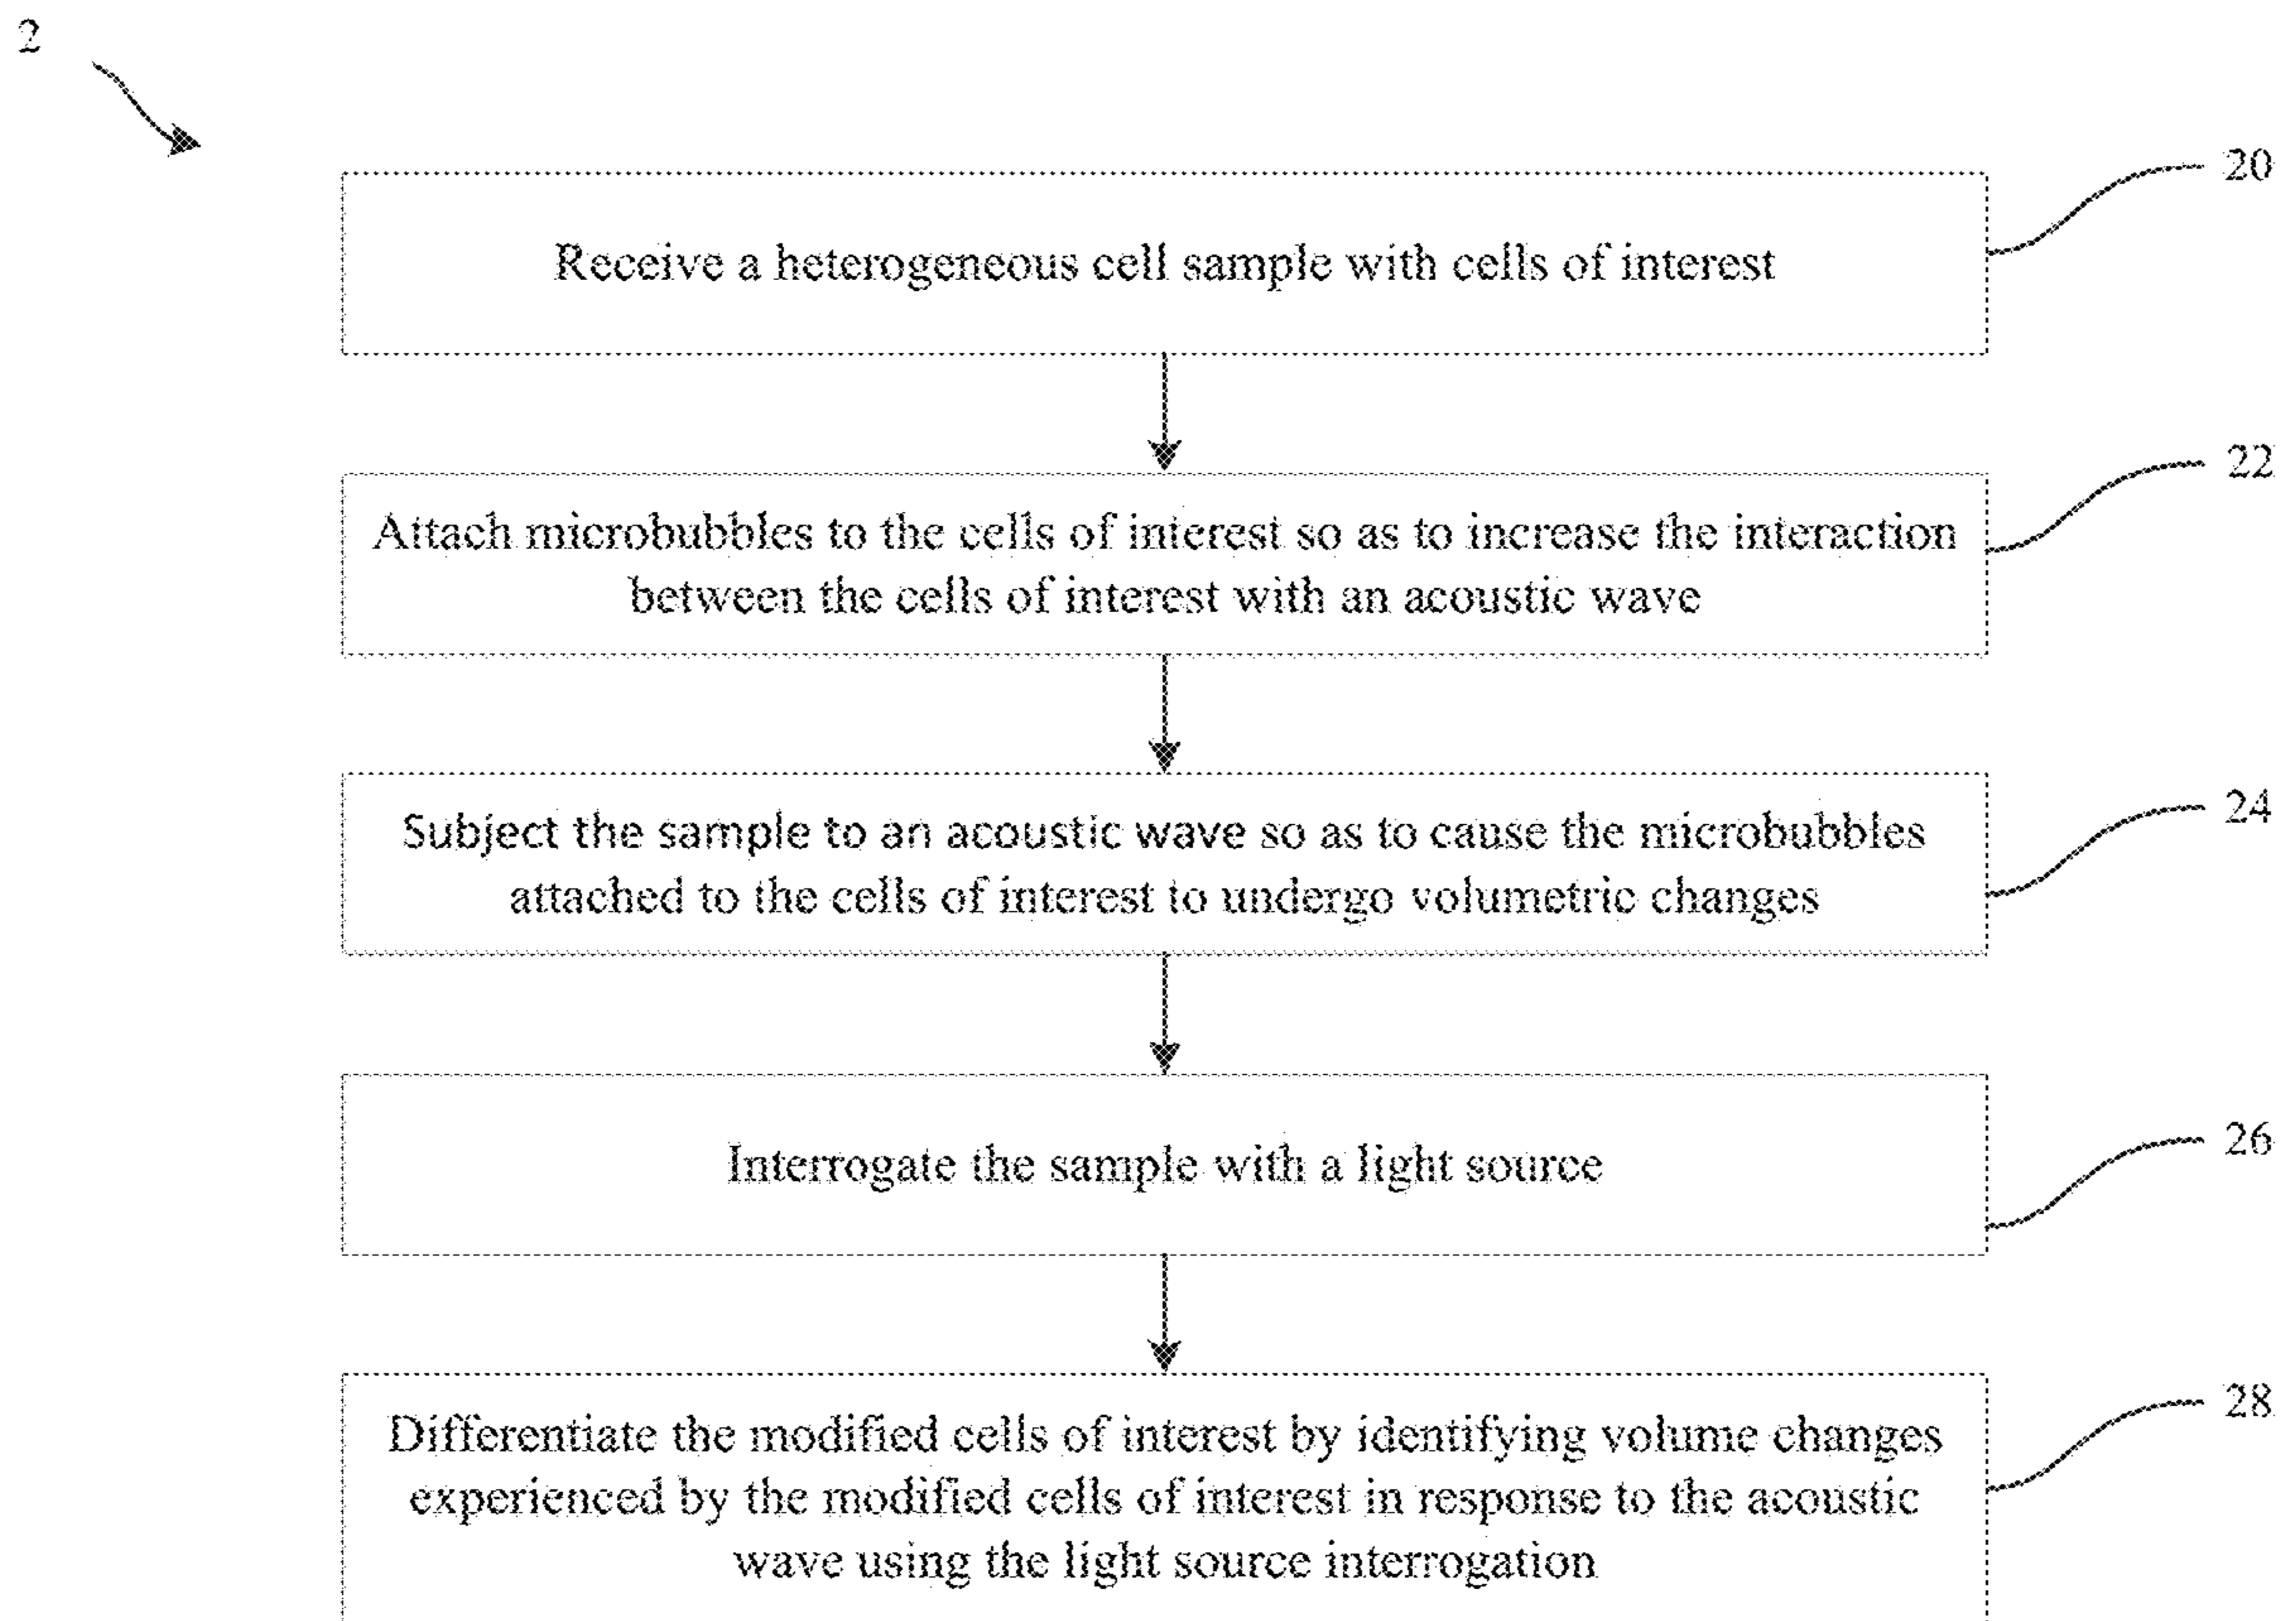 2
20
Receive a heterogeneous cell sample with cells of interest
22
Attach microbubbles to the cells of interest so as to increase the interaction
between the cells of interest with an acoustic wave
24
Subject the sample to an acoustic wave so as to cause the microbubbles
attached to the cells of interest to undergo volumetric changes
26
Interrogate the sample with a light source
28
Differentiate the modified cells of interest by identifying volume changes
experienced by the modified cells of interest in response to the acoustic
wave using the light source interrogation